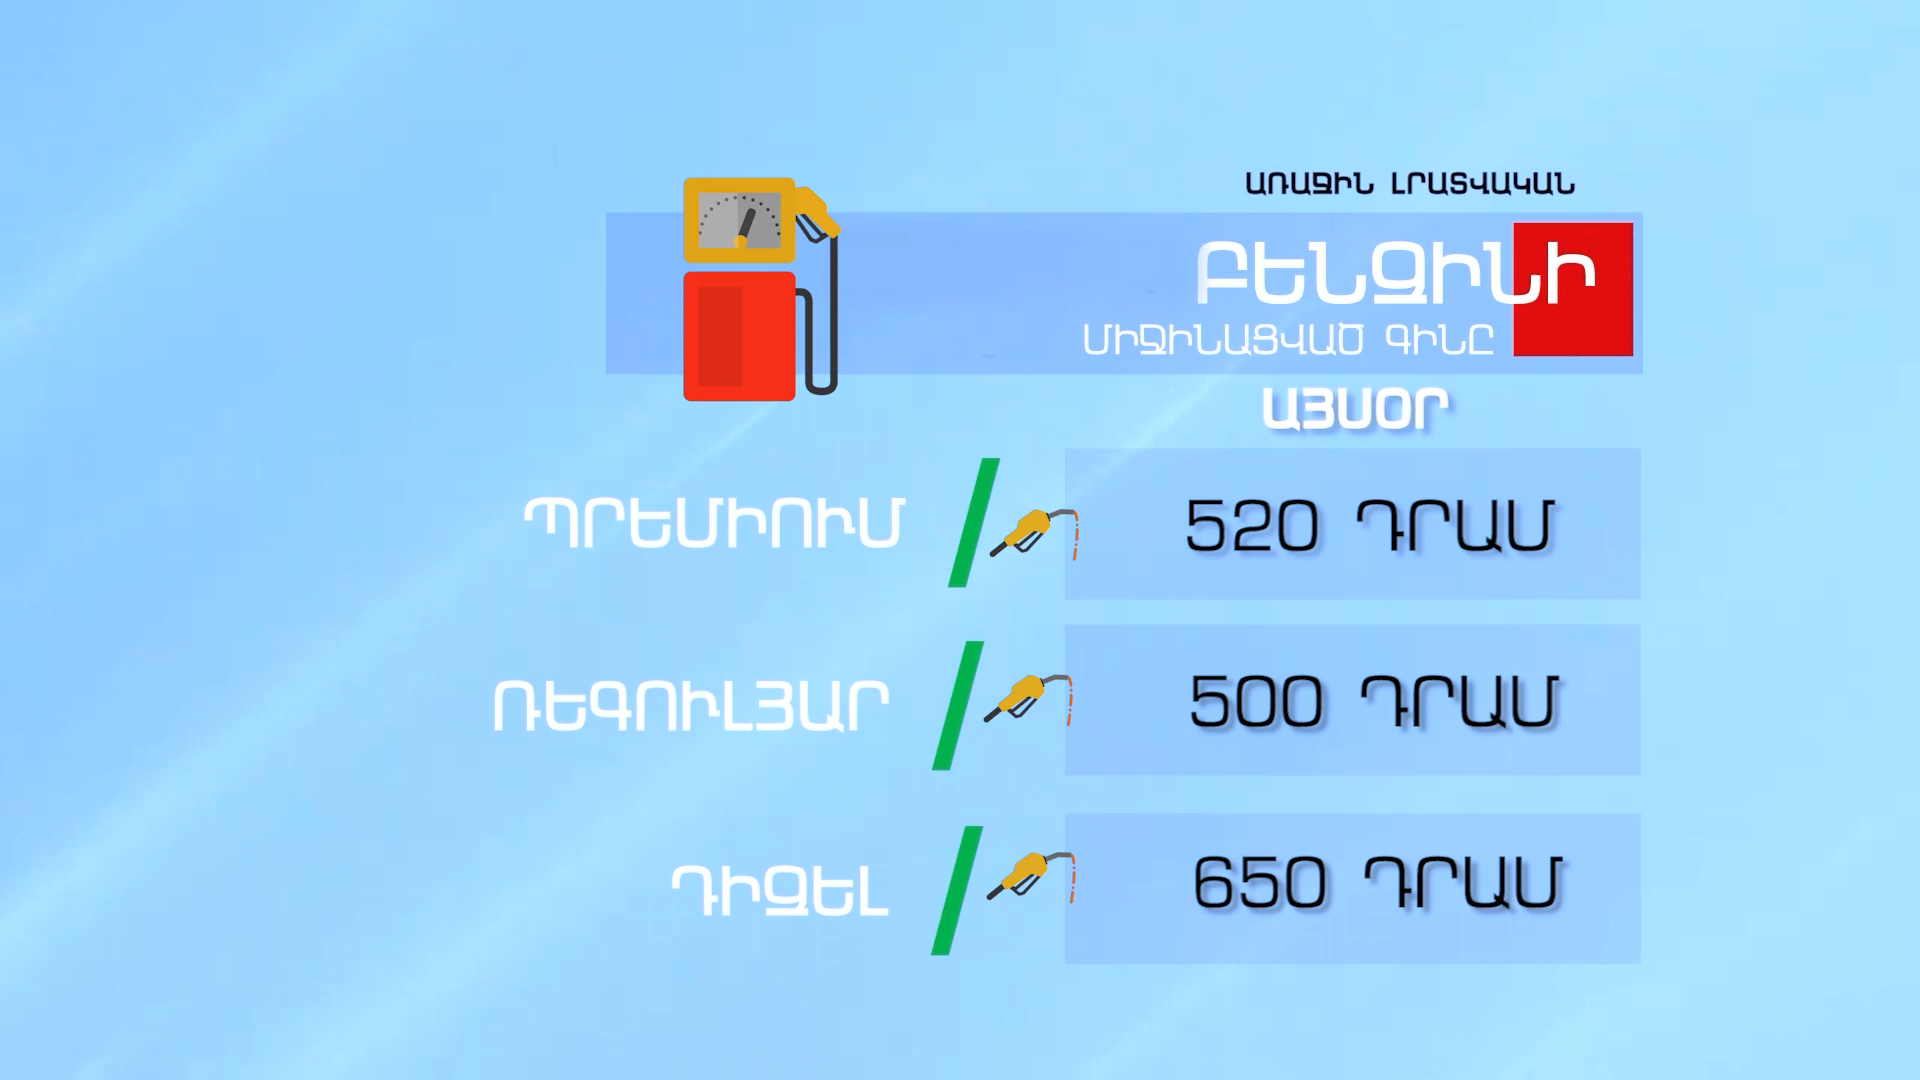 ԱՌԱՋԻՆ ԼՐԱՏՎԱԿԱՆ
ԲԵՆԶԻՆԻ
ՄԻՋԻՆԱՑՎԱԾ ԳԻՆԸ
ԱՅՍՕՐ
ՊՐԵՄԻՈՒՄ 520 ԴՐԱՄ
ՌԵԳՈՒԼՅԱՐ 500 ԴՐԱՄ
ԴԻԶԵԼ 650 ԴՐԱՄ